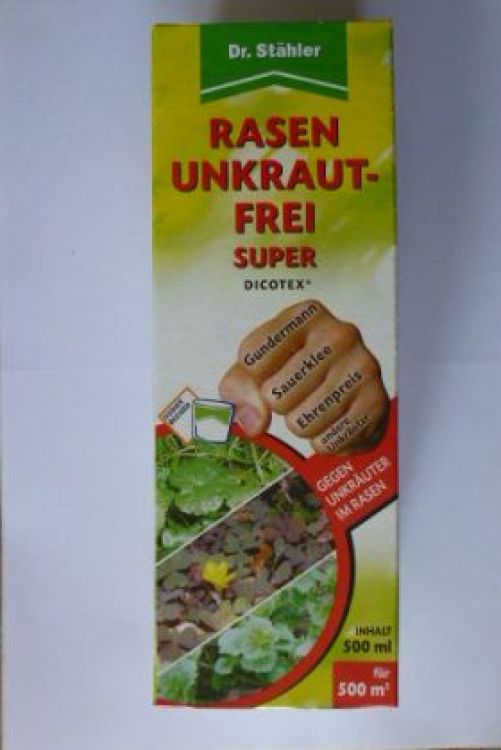 Dr. Stähler
RASEN
UNKRAUT-
FREI
SUPER
DICOTEX®
Gundermann
Sauerklee
Ehrenpreis
andere
Unkräuter
GEGEN
UNKRÄUTER
IM RASEN
INHALT
500 ml
für
500 m²